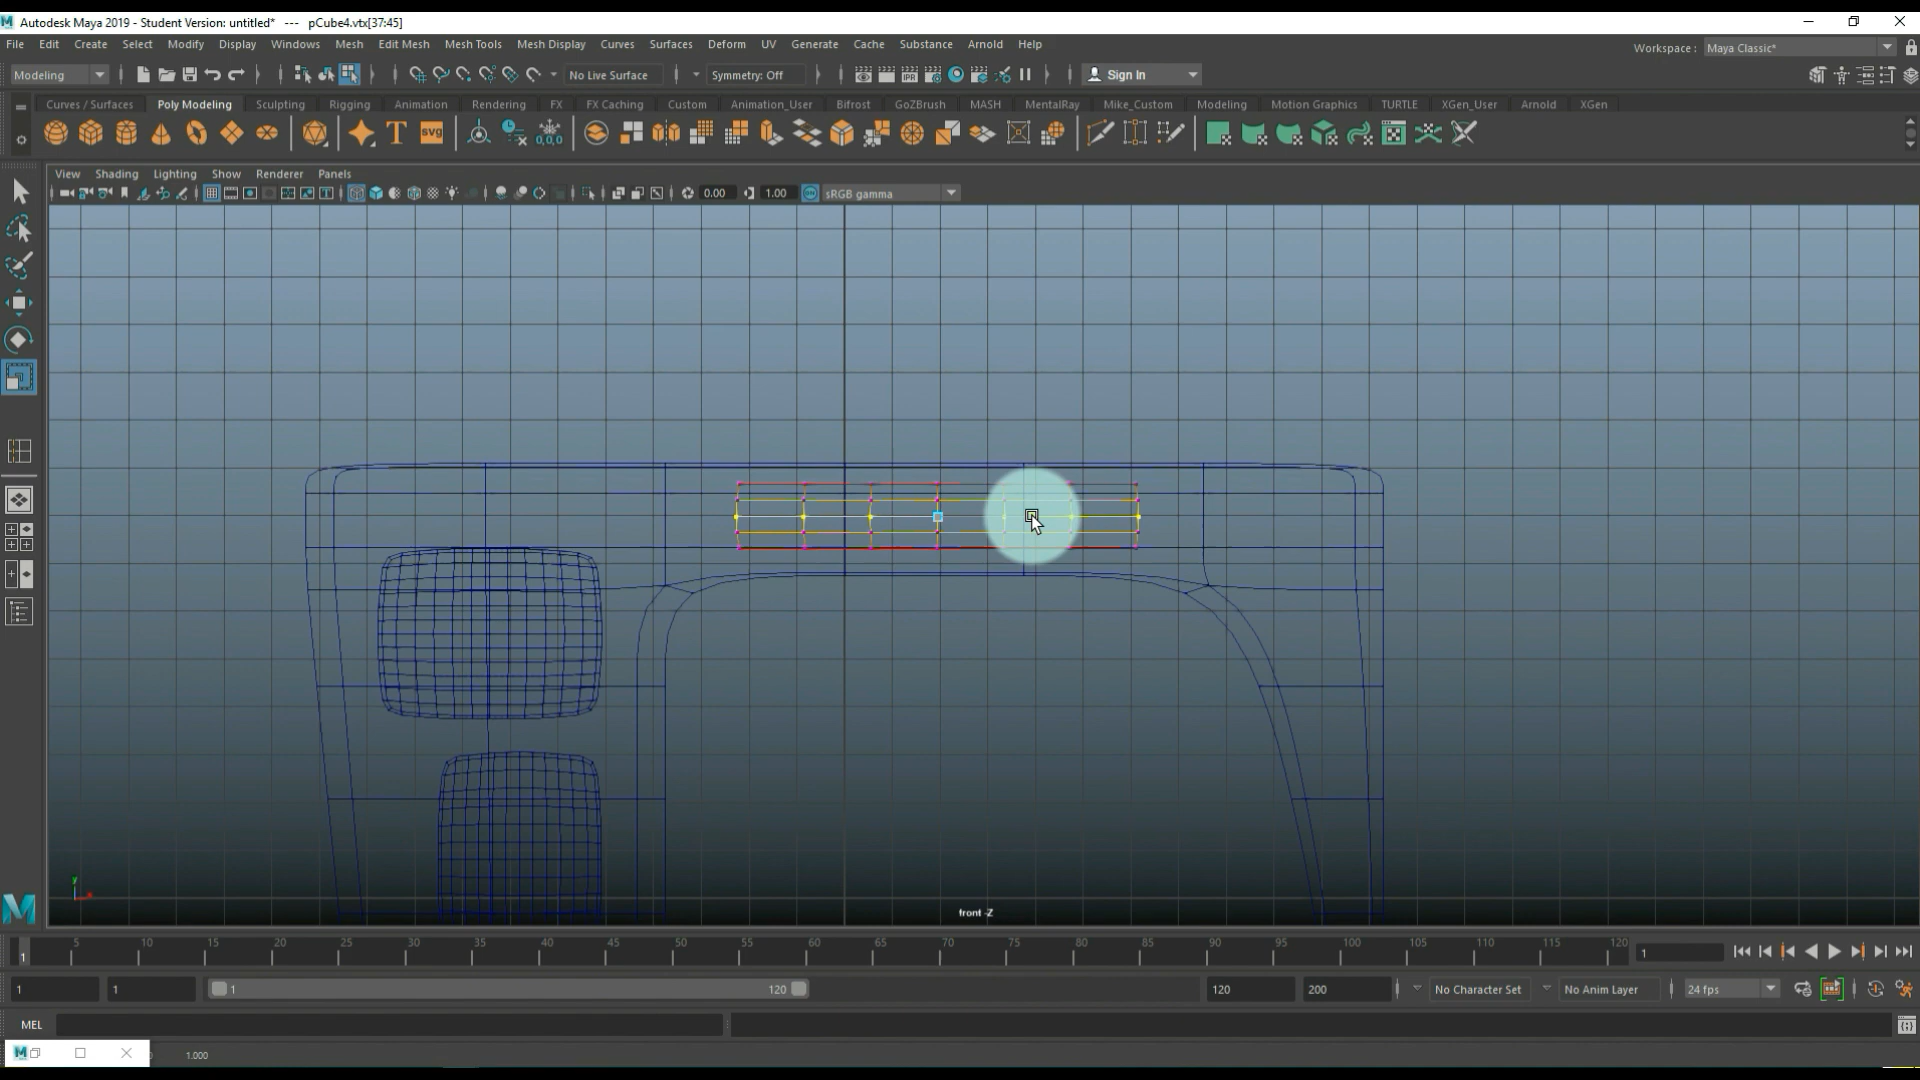 Autodesk Maya 2019 - Student Version: untitled* --- pCube4.vtx[37:45]
File Edit Create Select Modify Display Windows Mesh Edit Mesh Mesh Tools Mesh Display Curves Surfaces Deform UV Generate Cache Substance Arnold Help
Workspace : Maya Classic*
Modeling No Live Surface Symmetry: Off IPR Sign In
Curves / Surfaces Poly Modeling Sculpting Rigging Animation Rendering FX FX Caching Custom Animation_User Bifrost GoZBrush MASH MentalRay Mike_Custom Modeling Motion Graphics TURTLE XGen_User Arnold XGen
T SVG 0,0,0
View Shading Lighting Show Renderer Panels
0.00 1.00 sRGB gamma
y
front -Z
5 10 15 20 25 30 35 40 45 50 55 60 65 70 75 80 85 90 95 100 105 110 115 120
1 1
1 1 1 120 120 200 No Character Set No Anim Layer 24 fps
MEL
M 1.000